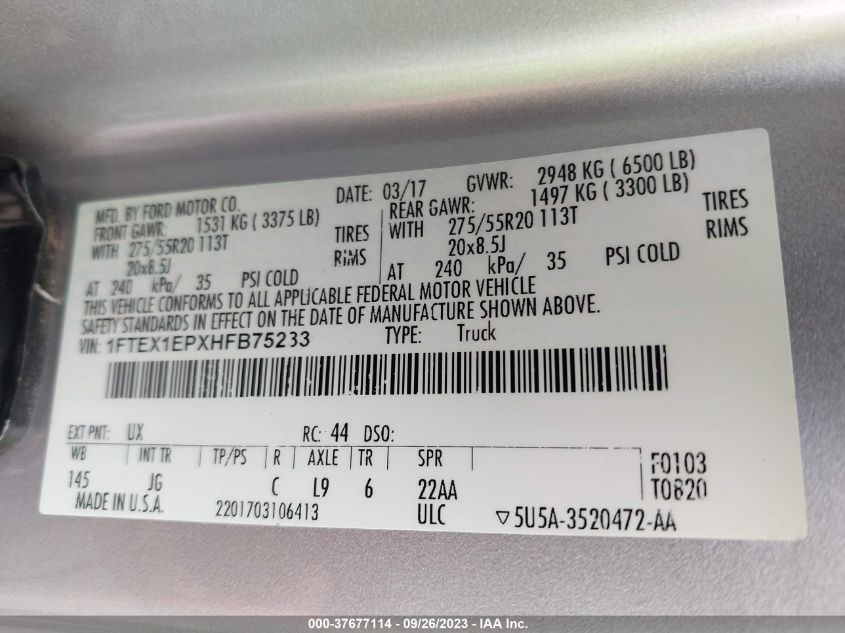 MFD. BY FORD MOTOR CO. DATE: 03/17 GVWR: 2948 KG ( 6500 LB)
FRONT GAWR: 1531 KG ( 3375 LB) REAR GAWR: 1497 KG ( 3300 LB)
WITH 275/55R20 113T TIRES WITH 275/55R20 113T TIRES
20x8.5J RIMS 20x8.5J RIMS
AT 240 kPa/ 35 PSI COLD AT 240 kPa/ 35 PSI COLD
THIS VEHICLE CONFORMS TO ALL APPLICABLE FEDERAL MOTOR VEHICLE
SAFETY STANDARDS IN EFFECT ON THE DATE OF MANUFACTURE SHOWN ABOVE.
VIN: 1FTEX1EPXHFB75233 TYPE: Truck
EXT PNT: UX RC: 44 DSO:
WB INT TR TP/PS R AXLE TR SPR F0103
145 JG C L9 6 22AA T0820
MADE IN U.S.A. 2201703106413 ULC ▽5U5A-3520472-AA
000-37677114 - 09/26/2023 - IAA Inc.